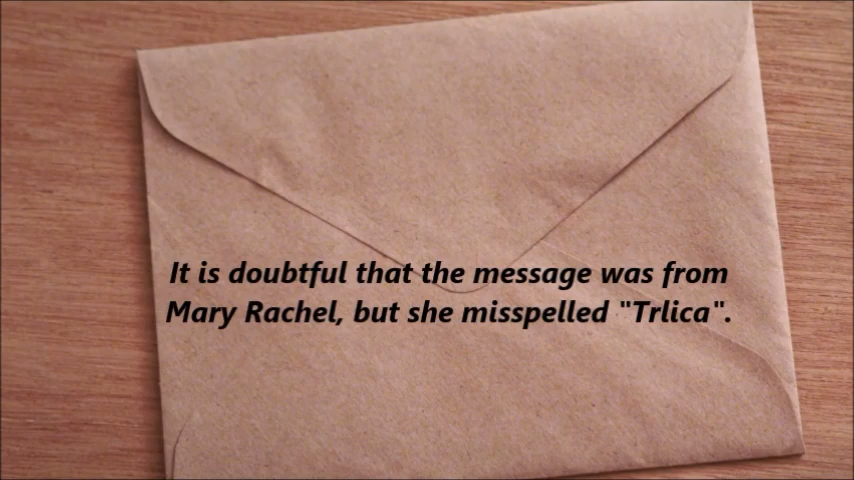 It is doubtful that the message was from
Mary Rachel, but she misspelled "Trlica".